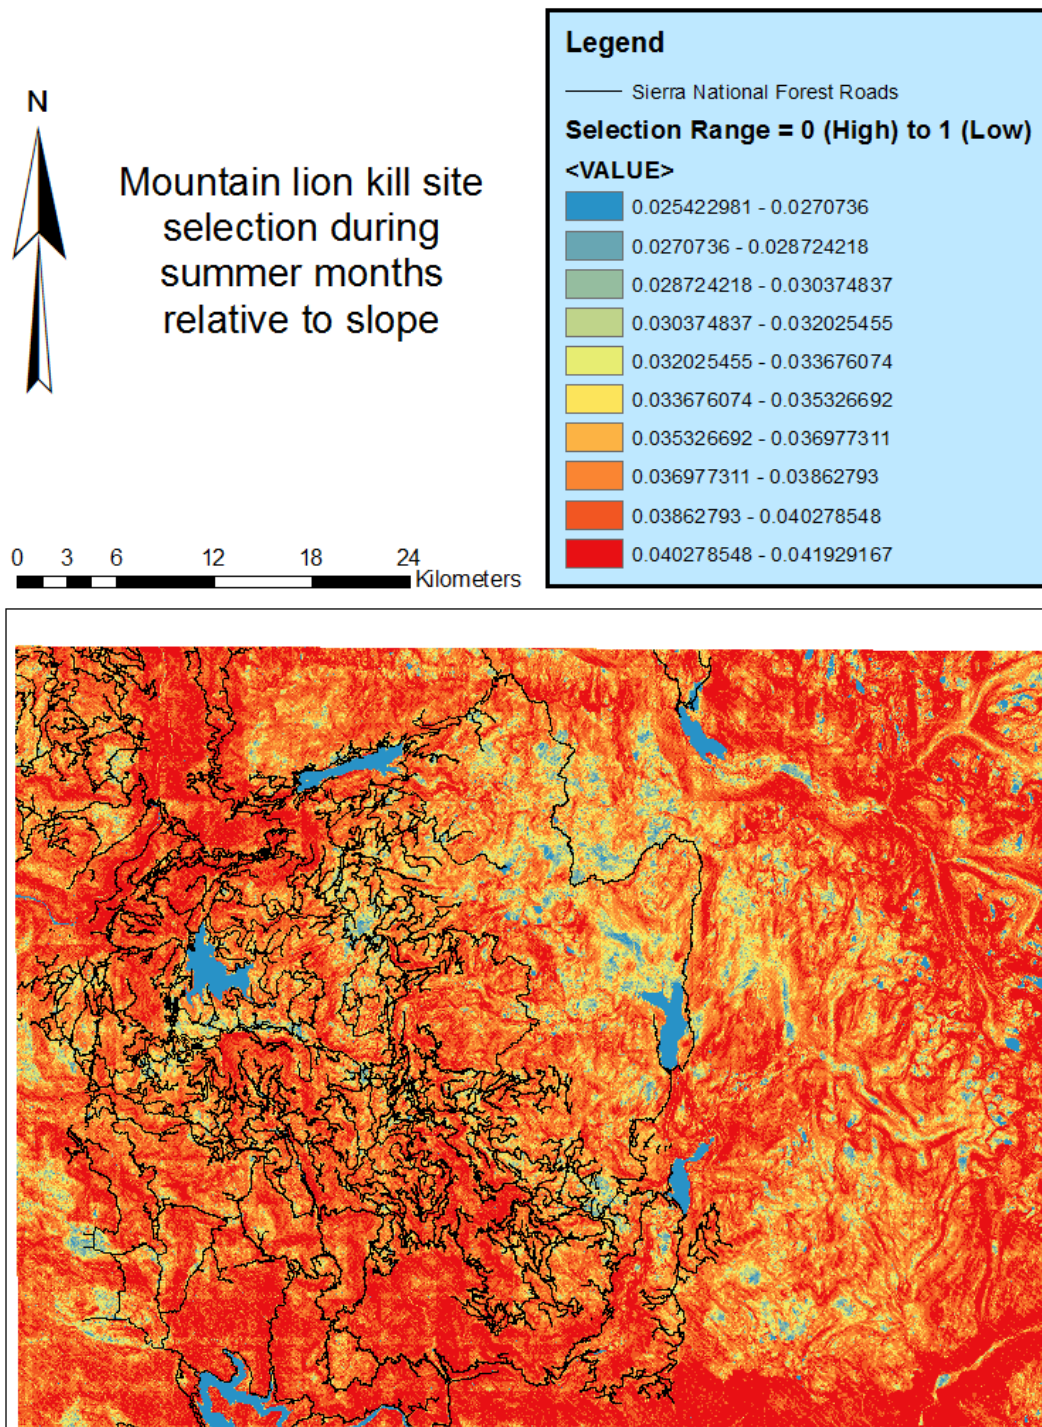 Legend
Sierra National Forest Roads
Selection Range = 0 (High) to 1 (Low)
<VALUE>
0.025422981 - 0.0270736
0.0270736 - 0.028724218
0.028724218 - 0.030374837
0.030374837 - 0.032025455
0.032025455 - 0.033676074
0.033676074 - 0.035326692
0.035326692 - 0.036977311
0.036977311 - 0.03862793
0.03862793 - 0.040278548
0.040278548 - 0.041929167
N
Mountain lion kill site
selection during
summer months
relative to slope
0 3 6 12 18 24
Kilometers